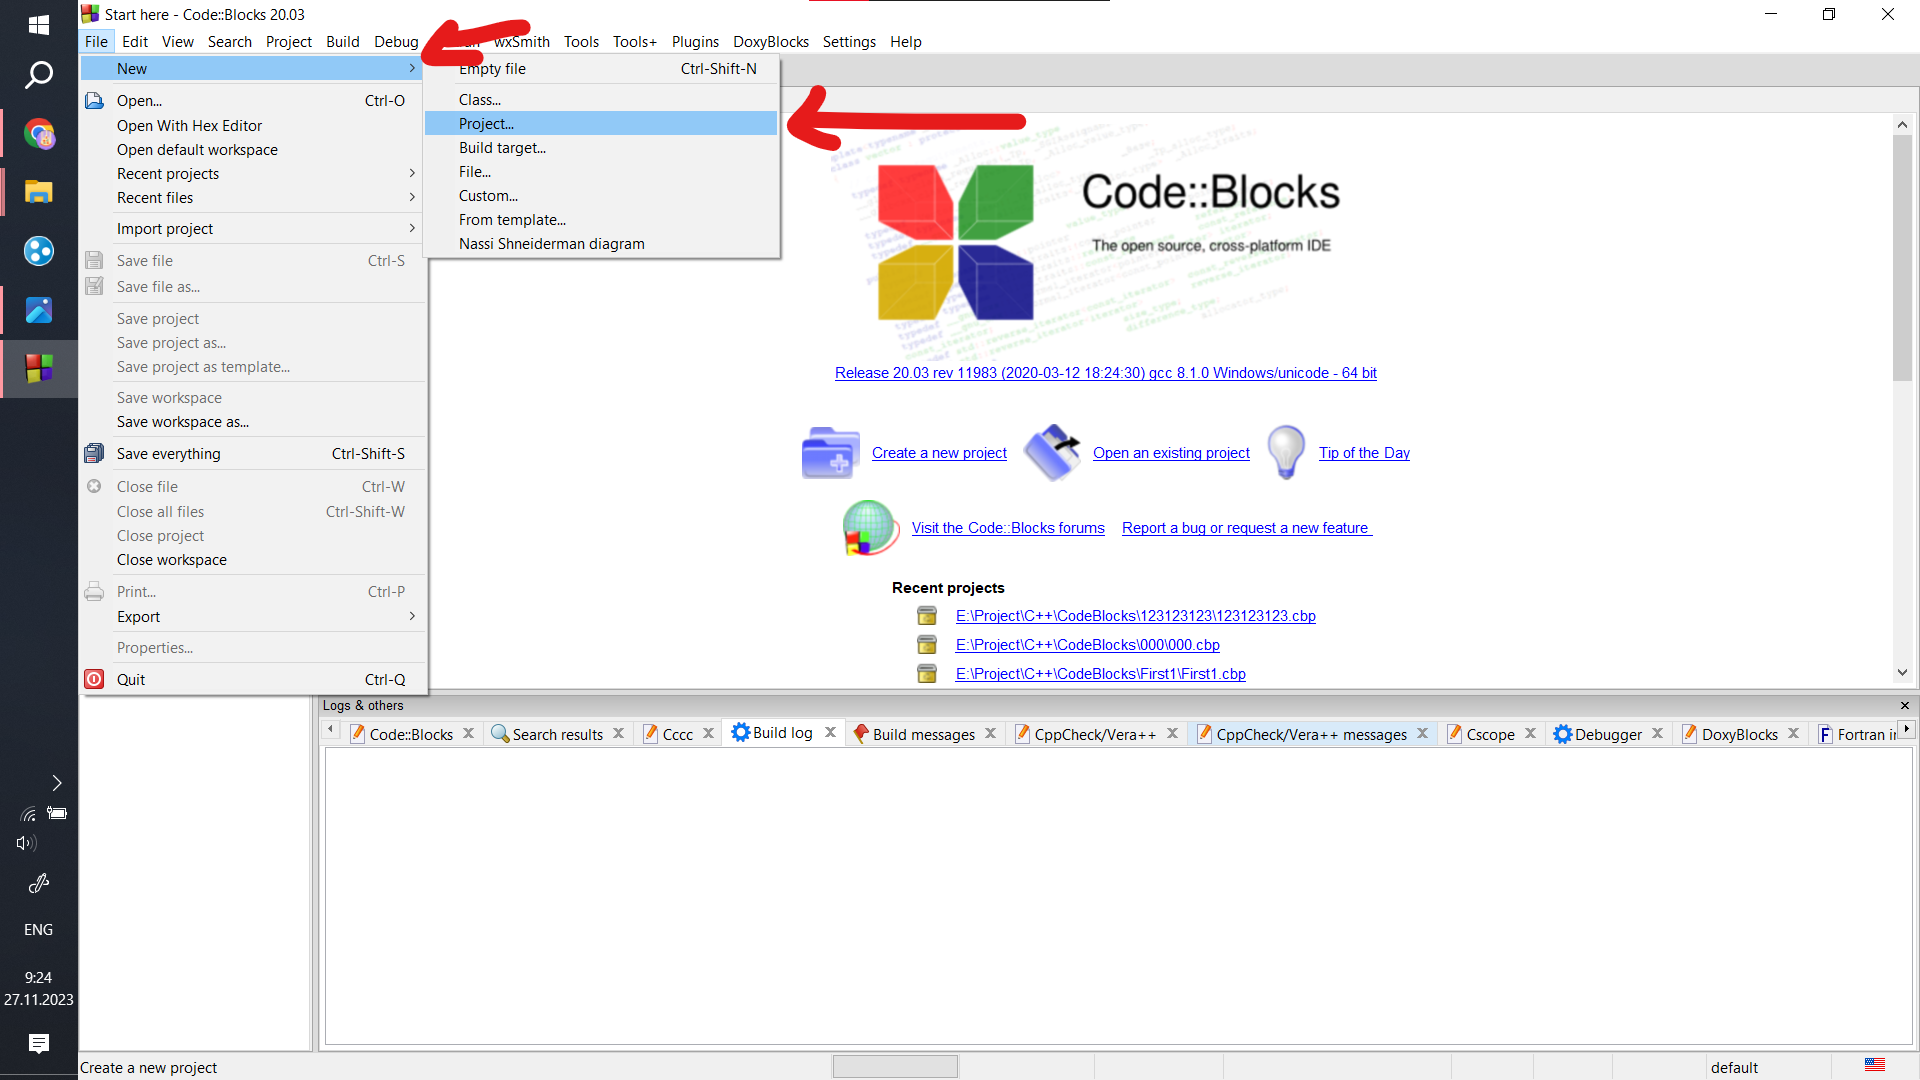 Start here - Code::Blocks 20.03
File Edit View Search Project Build Debug wxSmith Tools Tools+ Plugins DoxyBlocks Settings Help
New
Open... Ctrl-O
Open With Hex Editor
Open default workspace
Recent projects
Recent files
Import project
Save file Ctrl-S
Save file as...
Save project
Save project as...
Save project as template...
Save workspace
Save workspace as...
Save everything Ctrl-Shift-S
Close file Ctrl-W
Close all files Ctrl-Shift-W
Close project
Close workspace
Print... Ctrl-P
Export
Properties...
Quit Ctrl-Q
Empty file Ctrl-Shift-N
Class...
Project...
Build target...
File...
Custom...
From template...
Nassi Shneiderman diagram
Code::Blocks
The open source, cross-platform IDE
Release 20.03 rev 11983 (2020-03-12 18:24:30) gcc 8.1.0 Windows/unicode - 64 bit
Create a new project Open an existing project Tip of the Day
Visit the Code::Blocks forums Report a bug or request a new feature
Recent projects
E:\Project\C++\CodeBlocks\123123123\123123123.cbp
E:\Project\C++\CodeBlocks\000\000.cbp
E:\Project\C++\CodeBlocks\First1\First1.cbp
Logs & others
Code::Blocks Search results Cccc Build log Build messages CppCheck/Vera++ CppCheck/Vera++ messages Cscope Debugger DoxyBlocks Fortran
ENG
9:24
27.11.2023
Create a new project default